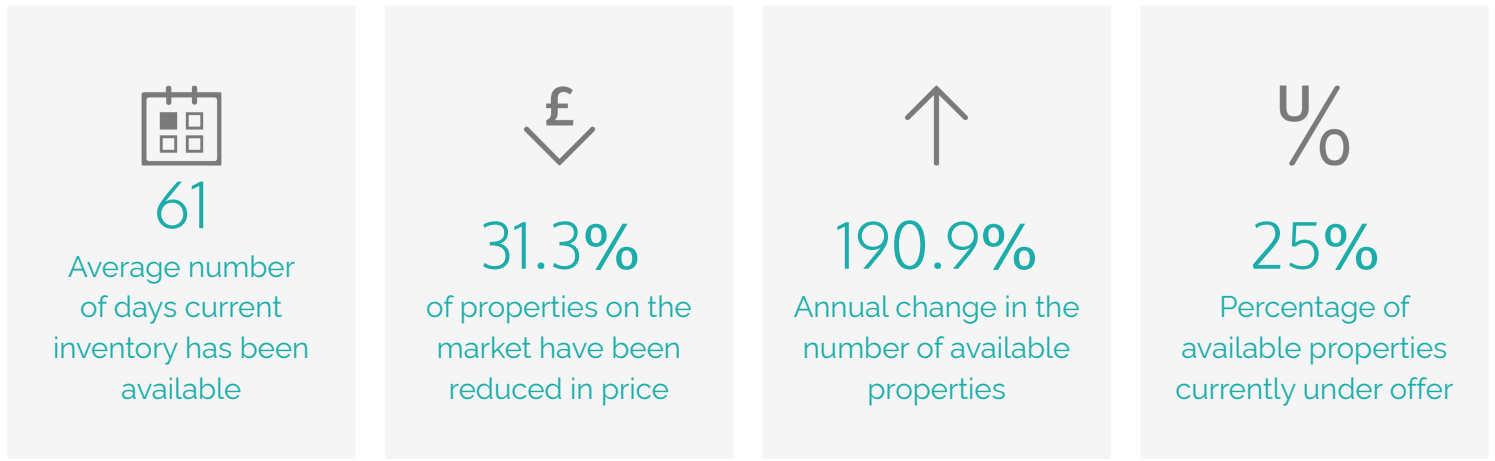 61
Average number
of days current
inventory has been
available
£
31.3%
of properties on the
market have been
reduced in price
190.9%
Annual change in the
number of available
properties
U%
25%
Percentage of
available properties
currently under offer